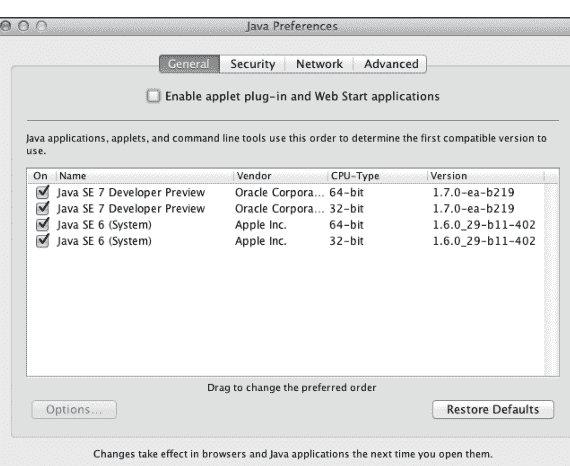 Java Preferences
General Security Network Advanced
Enable applet plug-in and Web Start applications
Java applications, applets, and command line tools use this order to determine the first compatible version to
use.
On Name Vendor CPU-Type Version
Java SE 7 Developer Preview Oracle Corpora... 64-bit 1.7.0-ea-b219
Java SE 7 Developer Preview Oracle Corpora... 32-bit 1.7.0-ea-b219
Java SE 6 (System) Apple Inc. 64-bit 1.6.0_29-b11-402
Java SE 6 (System) Apple Inc. 32-bit 1.6.0_29-b11-402
Drag to change the preferred order
Options... Restore Defaults
Changes take effect in browsers and Java applications the next time you open them.